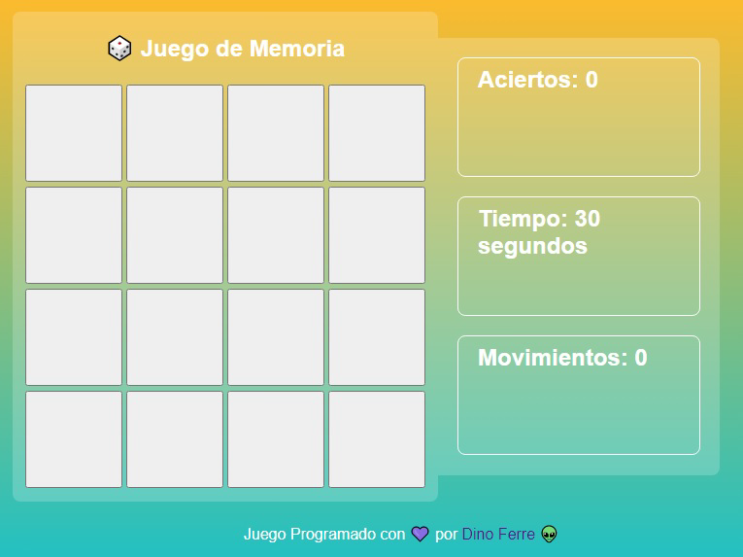 🎲 Juego de Memoria
Aciertos: 0
Tiempo: 30
segundos
Movimientos: 0
Juego Programado con 💜 por Dino Ferre 👽